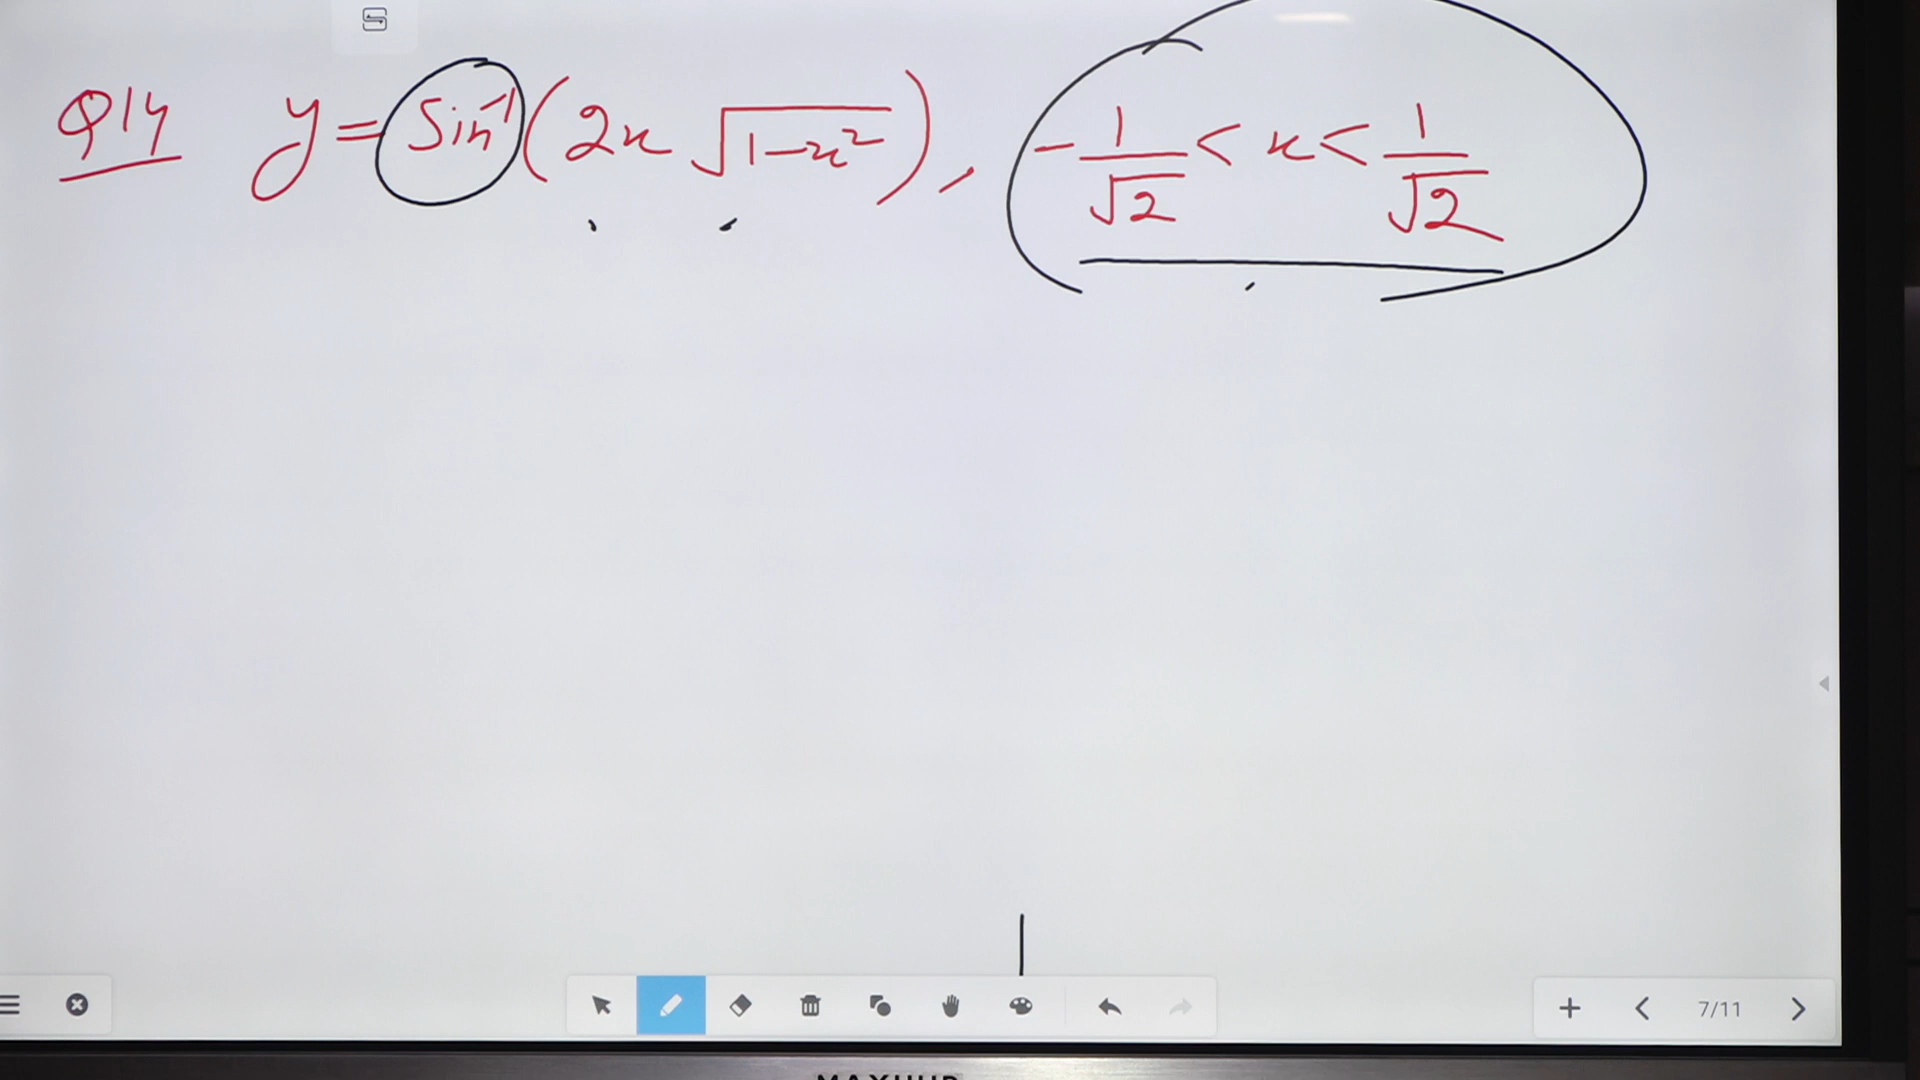 Q14 y = Sin⁻¹(2x √(1-x²)), -1/√2 < x < 1/√2
7/11